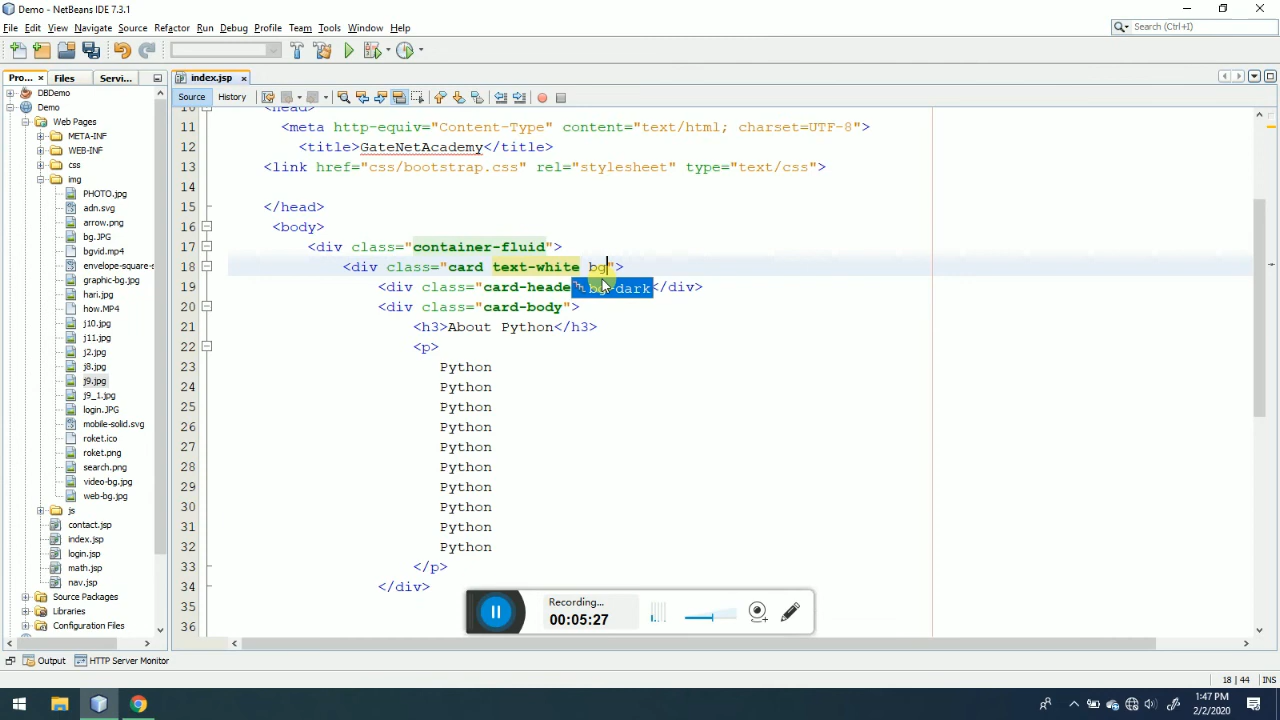 Demo - NetBeans IDE 7.3.1
File Edit View Navigate Source Refactor Run Debug Profile Team Tools Window Help
Search (Ctrl+I)
Pro... Files Servi...
index.jsp
Source History
DBDemo
Demo
Web Pages
META-INF
WEB-INF
css
img
PHOTO.jpg
adn.svg
arrow.png
bg.JPG
bgvid.mp4
envelope-square-s
graphic-bg.jpg
hari.jpg
how.MP4
j10.jpg
j11.jpg
j2.jpg
j8.jpg
j9.jpg
j9_1.jpg
login.JPG
mobile-solid.svg
roket.ico
roket.png
search.png
video-bg.jpg
web-bg.jpg
js
contact.jsp
index.jsp
login.jsp
math.jsp
nav.jsp
Source Packages
Libraries
Configuration Files
10 <head>
11 <meta http-equiv="Content-Type" content="text/html; charset=UTF-8">
12 <title>GateNetAcademy</title>
13 <link href="css/bootstrap.css" rel="stylesheet" type="text/css">
14
15 </head>
16 <body>
17 <div class="container-fluid">
18 <div class="card text-white bg">
19 <div class="card-heade bg-dark </div>
20 <div class="card-body">
21 <h3>About Python</h3>
22 <p>
23 Python
24 Python
25 Python
26 Python
27 Python
28 Python
29 Python
30 Python
31 Python
32 Python
33 </p>
34 </div>
35
36
Recording...
00:05:27
Output HTTP Server Monitor
18 | 44 INS
1:47 PM
2/2/2020